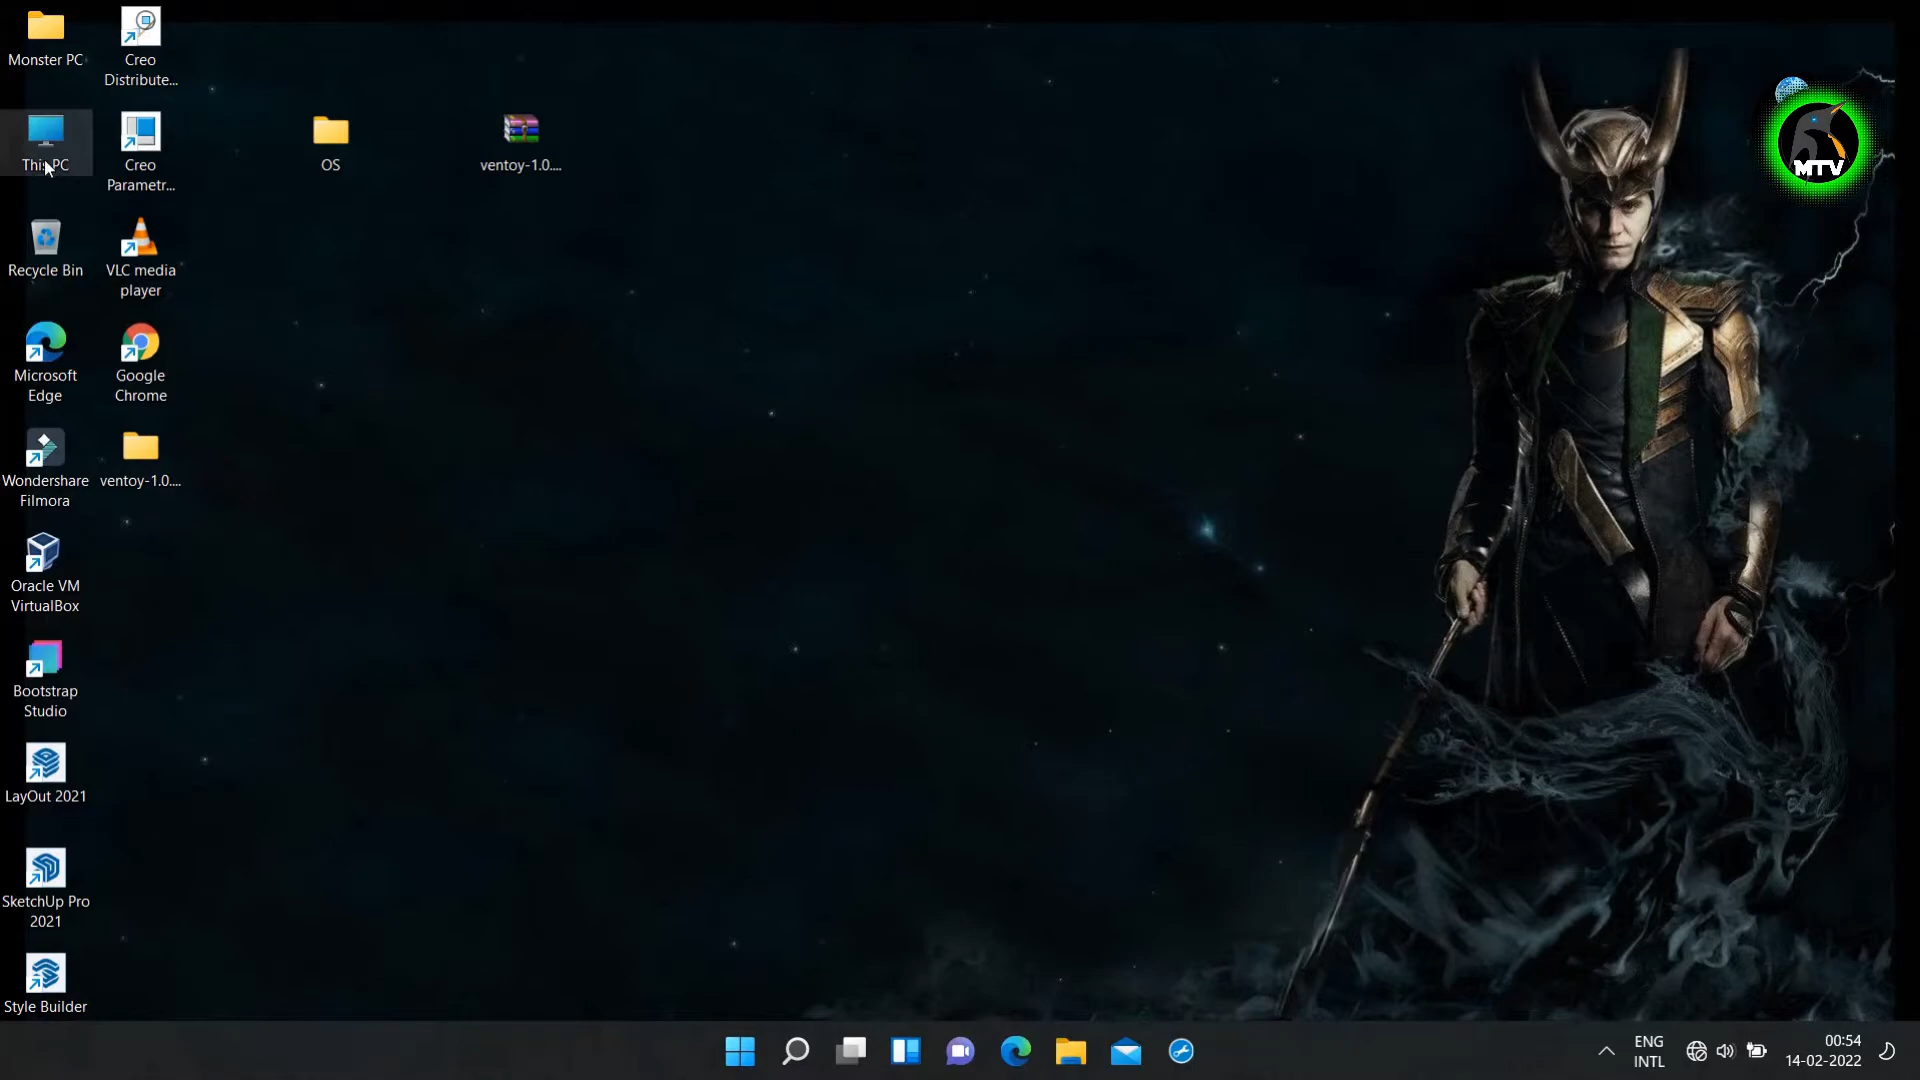 Monster PC
Creo
Distribute...
This PC
Creo
Parametr...
OS
ventoy-1.0....
MTV
Recycle Bin
VLC media
player
Microsoft
Edge
Google
Chrome
Wondershare
Filmora
ventoy-1.0....
Oracle VM
VirtualBox
Bootstrap
Studio
LayOut 2021
SketchUp Pro
2021
Style Builder
ENG
INTL
00:54
14-02-2022